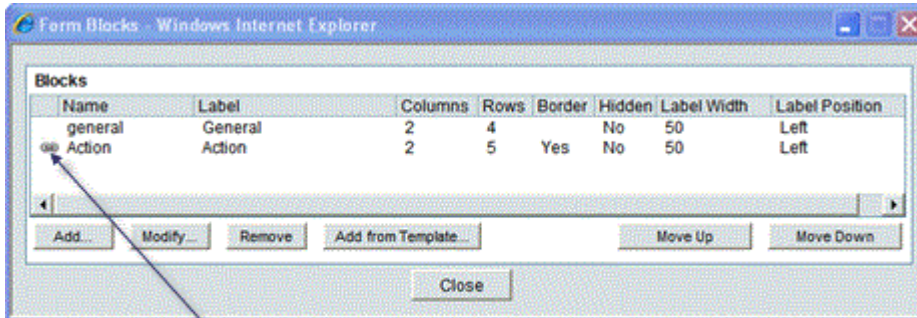 Form Blocks - Windows Internet Explorer
Blocks
Name Label Columns Rows Border Hidden Label Width Label Position
general General 2 4 No 50 Left
Action Action 2 5 Yes No 50 Left
Add... Modify... Remove Add from Template... Move Up Move Down
Close